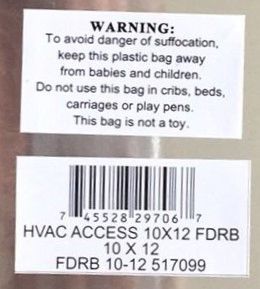 WARNING:
To avoid danger of suffocation,
keep this plastic bag away
from babies and children.
Do not use this bag in cribs, beds,
carriages or play pens.
This bag is not a toy.
7 45528 29706 7
HVAC ACCESS 10X12 FDRB
10 X 12
FDRB 10-12 517099